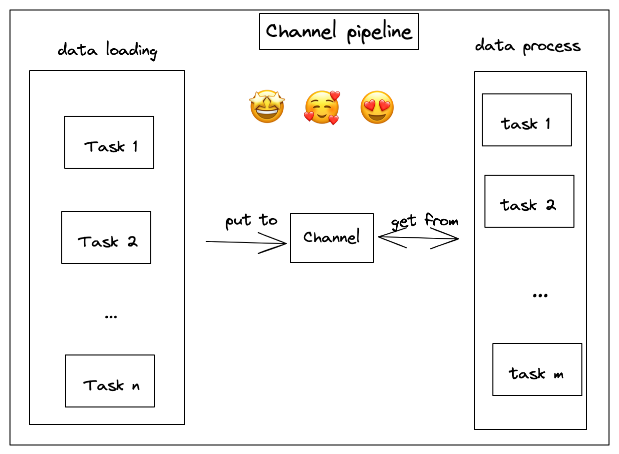 Channel pipeline
data loading
Task 1
Task 2
...
Task n
put to
Channel
get from
data process
task 1
task 2
...
task m